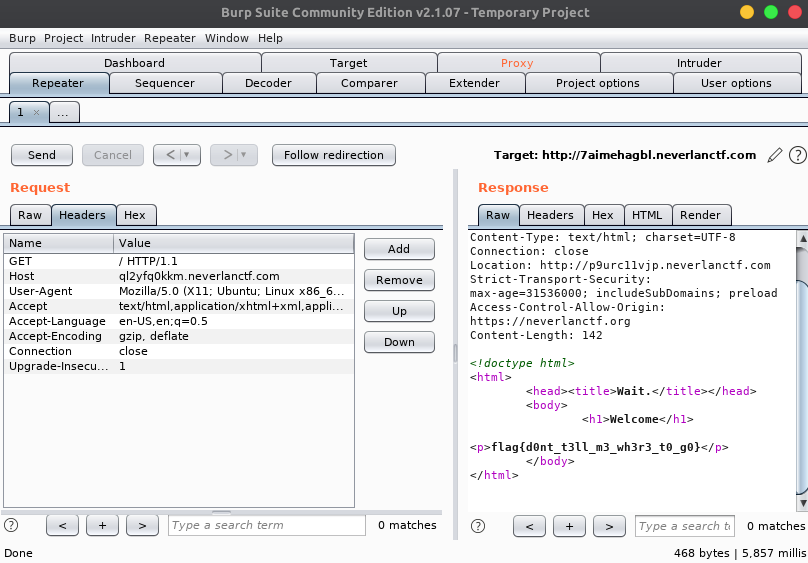 Burp Suite Community Edition v2.1.07 - Temporary Project
Burp Project Intruder Repeater Window Help
Dashboard Target Proxy Intruder
Repeater Sequencer Decoder Comparer Extender Project options User options
1 × ...
Send Cancel < | ▾ > | ▾ Follow redirection Target: http://7aimehagbl.neverlanctf.com ?
Request
Raw Headers Hex
Name Value
GET / HTTP/1.1
Host ql2yfq0kkm.neverlanctf.com
User-Agent Mozilla/5.0 (X11; Ubuntu; Linux x86_6...
Accept text/html,application/xhtml+xml,appli...
Accept-Language en-US,en;q=0.5
Accept-Encoding gzip, deflate
Connection close
Upgrade-Insecu... 1
Add
Remove
Up
Down
? < + > Type a search term 0 matches
Response
Raw Headers Hex HTML Render
Content-Type: text/html; charset=UTF-8
Connection: close
Location: http://p9urc11vjp.neverlanctf.com
Strict-Transport-Security:
max-age=31536000; includeSubDomains; preload
Access-Control-Allow-Origin:
https://neverlanctf.org
Content-Length: 142
<!doctype html>
<html>
<head><title>Wait.</title></head>
<body>
<h1>Welcome</h1>
<p>flag{d0nt_t3ll_m3_wh3r3_t0_g0}</p>
</body>
</html>
? < + > Type a search t 0 matches
Done 468 bytes | 5,857 millis